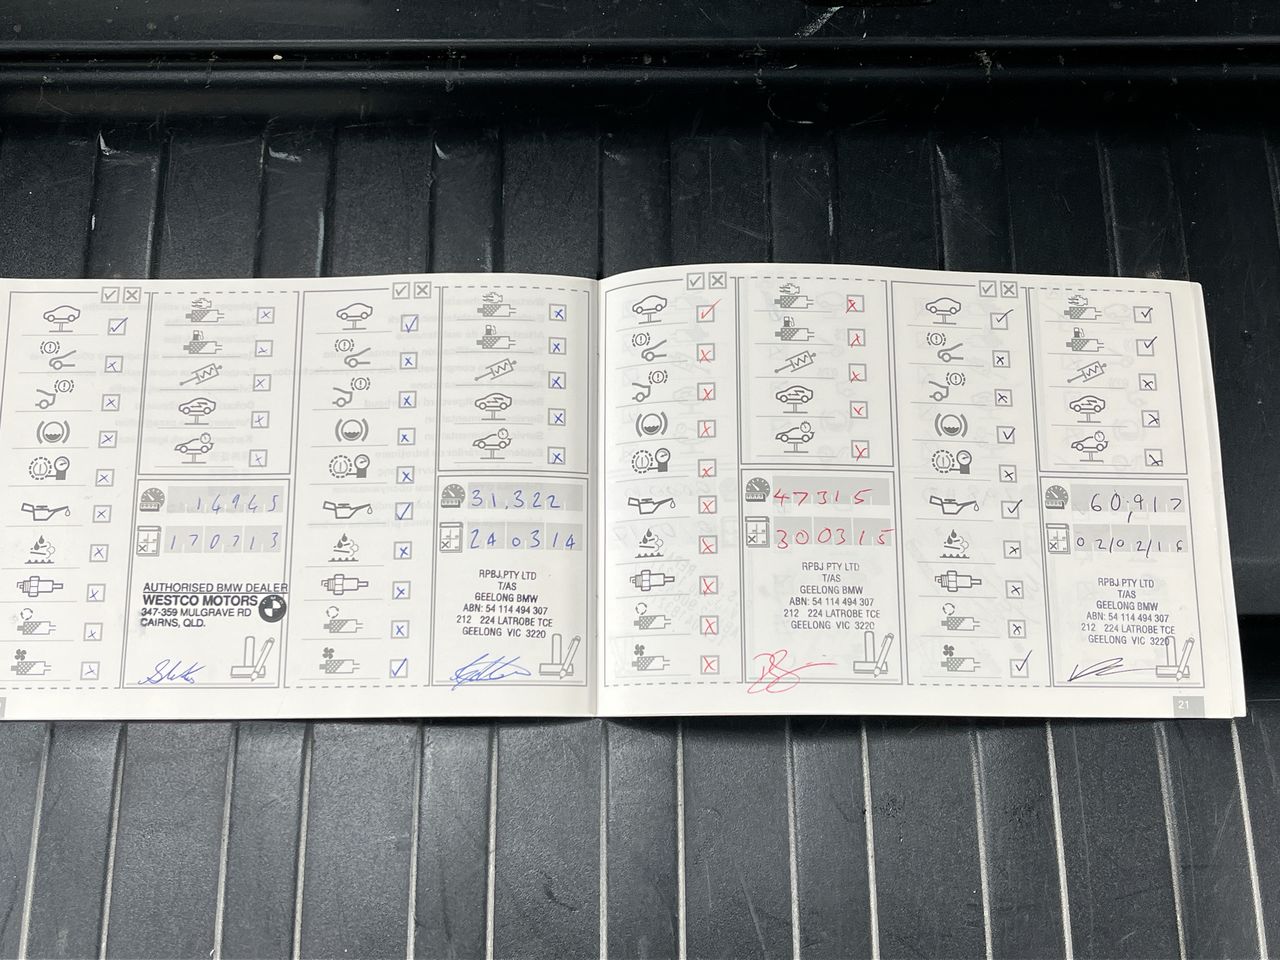 16945
170713
AUTHORISED BMW DEALER
WESTCO MOTORS
347-359 MULGRAVE RD
CAIRNS, QLD.
31,322
240314
RPBJ.PTY LTD
T/AS
GEELONG BMW
ABN: 54 114 494 307
212 224 LATROBE TCE
GEELONG VIC 3220
47315
300315
RPBJ PTY LTD
T/AS
GEELONG BMW
ABN: 54 114 494 307
212 224 LATROBE TCE
GEELONG VIC 3220
60,917
02/02/16
RPBJ.PTY LTD
T/AS
GEELONG BMW
ABN: 54 114 494 307
212 224 LATROBE TCE
GEELONG VIC 3220
21